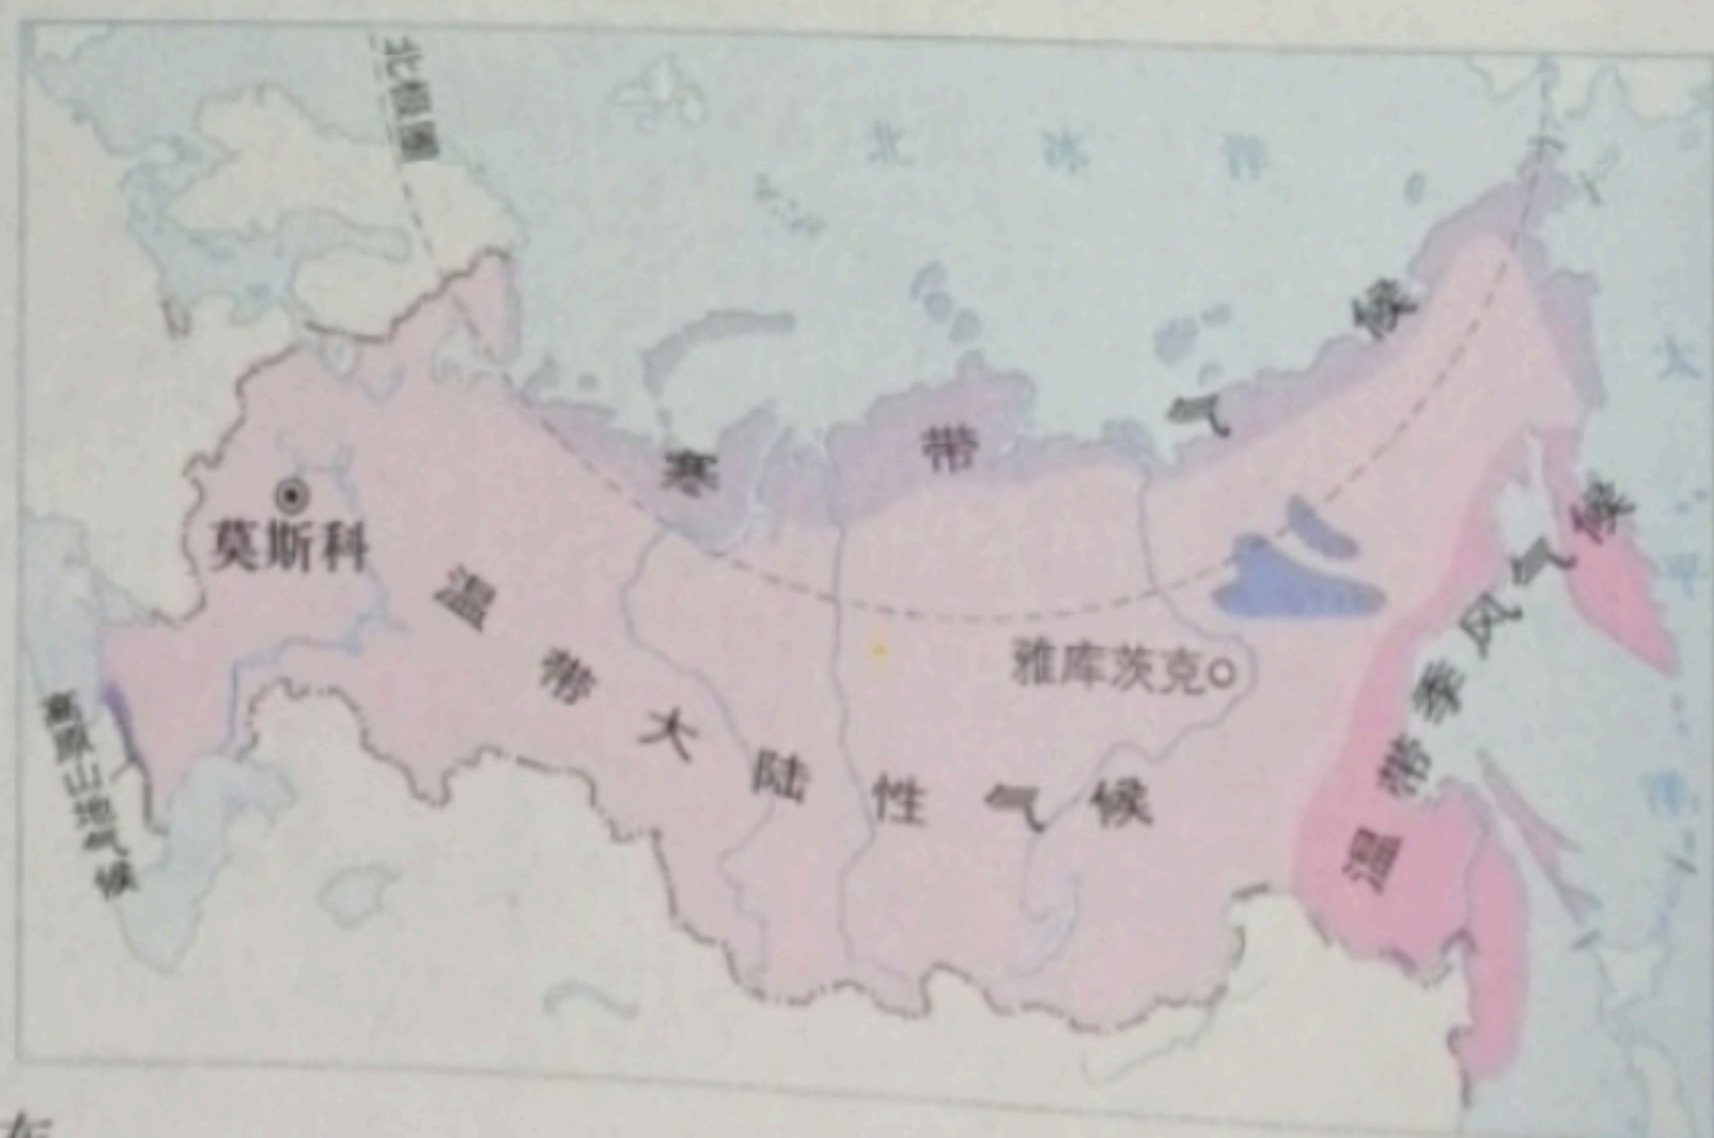 北极圈
北冰洋
寒带气候
莫斯科
温带大陆性气候
雅库茨克
温带季风气候
高原山地气候
太平洋